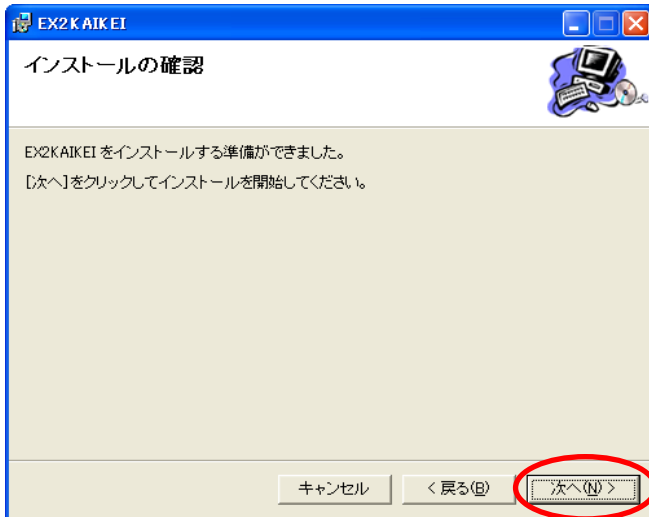 EX2KAIKEI
インストールの確認
EX2KAIKEI をインストールする準備ができました。
[次へ]をクリックしてインストールを開始してください。
キャンセル
< 戻る(B)
次へ(N) >